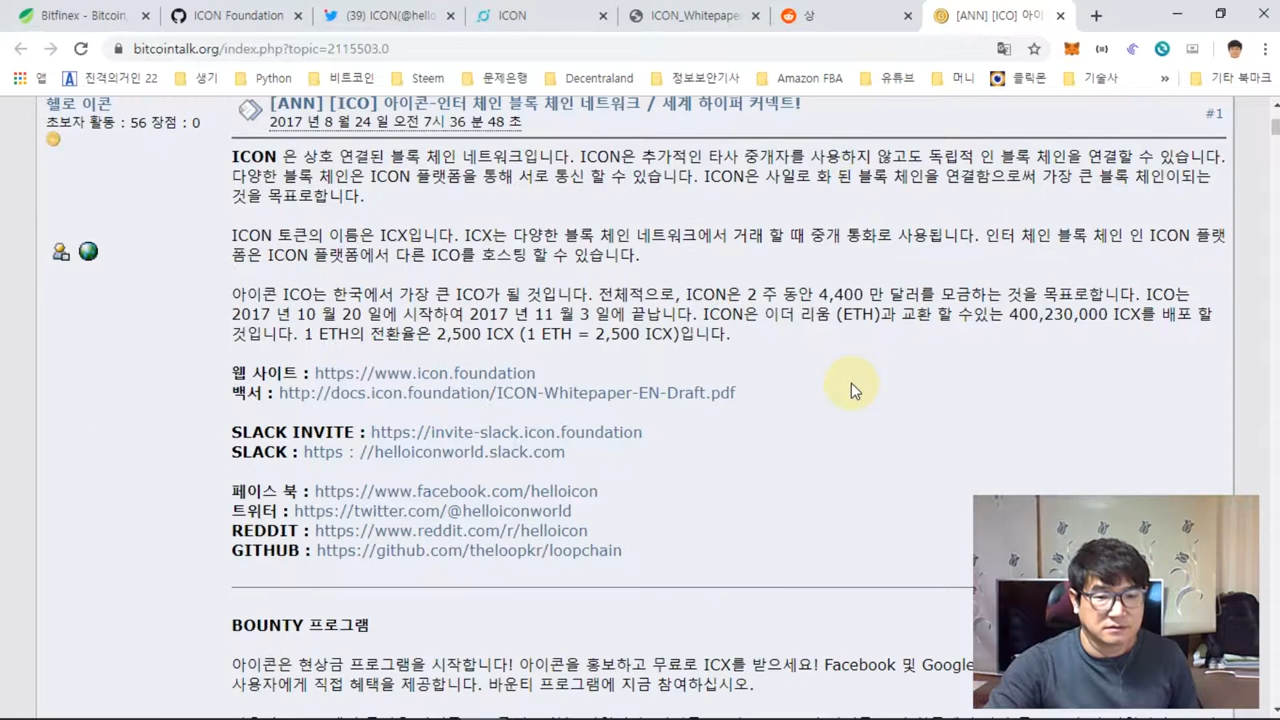 Bitfinex - Bitcoin,
ICON Foundation
(39) ICON(@hello
ICON
ICON_Whitepape
상
[ANN] [ICO] 아이
bitcointalk.org/index.php?topic=2115503.0
앱
진격의거인 22
생기
Python
비트코인
Steem
문제은행
Decentraland
정보보안기사
Amazon FBA
유튜브
머니
클릭몬
기술사
»
기타 북마크
헬로 이콘
초보자 활동 : 56 장점 : 0
[ANN] [ICO] 아이콘-인터 체인 블록 체인 네트워크 / 세계 하이퍼 커넥트!
2017 년 8 월 24 일 오전 7시 36 분 48 초
#1
ICON 은 상호 연결된 블록 체인 네트워크입니다. ICON은 추가적인 타사 중개자를 사용하지 않고도 독립적 인 블록 체인을 연결할 수 있습니다.
다양한 블록 체인은 ICON 플랫폼을 통해 서로 통신 할 수 있습니다. ICON은 사일로 화 된 블록 체인을 연결함으로써 가장 큰 블록 체인이되는
것을 목표로합니다.
ICON 토큰의 이름은 ICX입니다. ICX는 다양한 블록 체인 네트워크에서 거래 할 때 중개 통화로 사용됩니다. 인터 체인 블록 체인 인 ICON 플랫
폼은 ICON 플랫폼에서 다른 ICO를 호스팅 할 수 있습니다.
아이콘 ICO는 한국에서 가장 큰 ICO가 될 것입니다. 전체적으로, ICON은 2 주 동안 4,400 만 달러를 모금하는 것을 목표로합니다. ICO는
2017 년 10 월 20 일에 시작하여 2017 년 11 월 3 일에 끝납니다. ICON은 이더 리움 (ETH)과 교환 할 수있는 400,230,000 ICX를 배포 할
것입니다. 1 ETH의 전환율은 2,500 ICX (1 ETH = 2,500 ICX)입니다.
웹 사이트 : https://www.icon.foundation
백서 : http://docs.icon.foundation/ICON-Whitepaper-EN-Draft.pdf
SLACK INVITE : https://invite-slack.icon.foundation
SLACK : https : //helloiconworld.slack.com
페이스 북 : https://www.facebook.com/helloicon
트위터 : https://twitter.com/@helloiconworld
REDDIT : https://www.reddit.com/r/helloicon
GITHUB : https://github.com/theloopkr/loopchain
BOUNTY 프로그램
아이콘은 현상금 프로그램을 시작합니다! 아이콘을 홍보하고 무료로 ICX를 받으세요! Facebook 및 Google
사용자에게 직접 혜택을 제공합니다. 바운티 프로그램에 지금 참여하십시오.